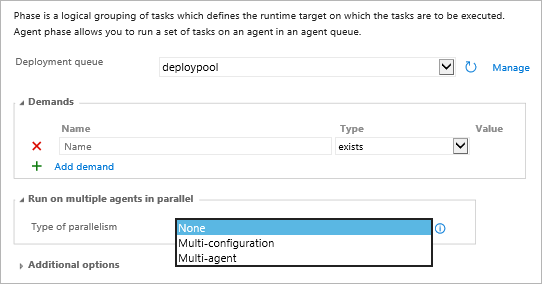 Phase is a logical grouping of tasks which defines the runtime target on which the tasks are to be executed.
Agent phase allows you to run a set of tasks on an agent in an agent queue.
Deployment queue deploypool Manage
Demands
Name Type Value
Name exists
Add demand
Run on multiple agents in parallel
Type of parallelism None
Multi-configuration
Multi-agent
Additional options